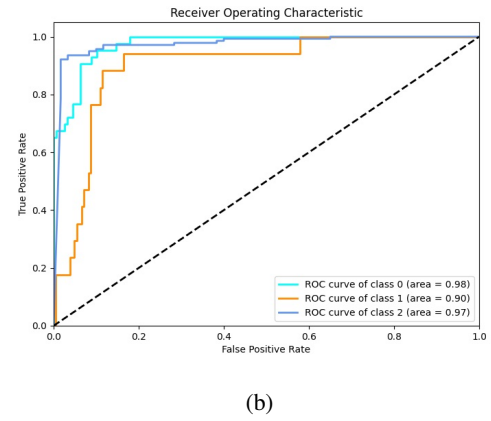 Receiver Operating Characteristic
True Positive Rate
1.0
0.8
0.6
0.4
0.2
0.0
ROC curve of class 0 (area = 0.98)
ROC curve of class 1 (area = 0.90)
ROC curve of class 2 (area = 0.97)
0.0 0.2 0.4 0.6 0.8 1.0
False Positive Rate
(b)